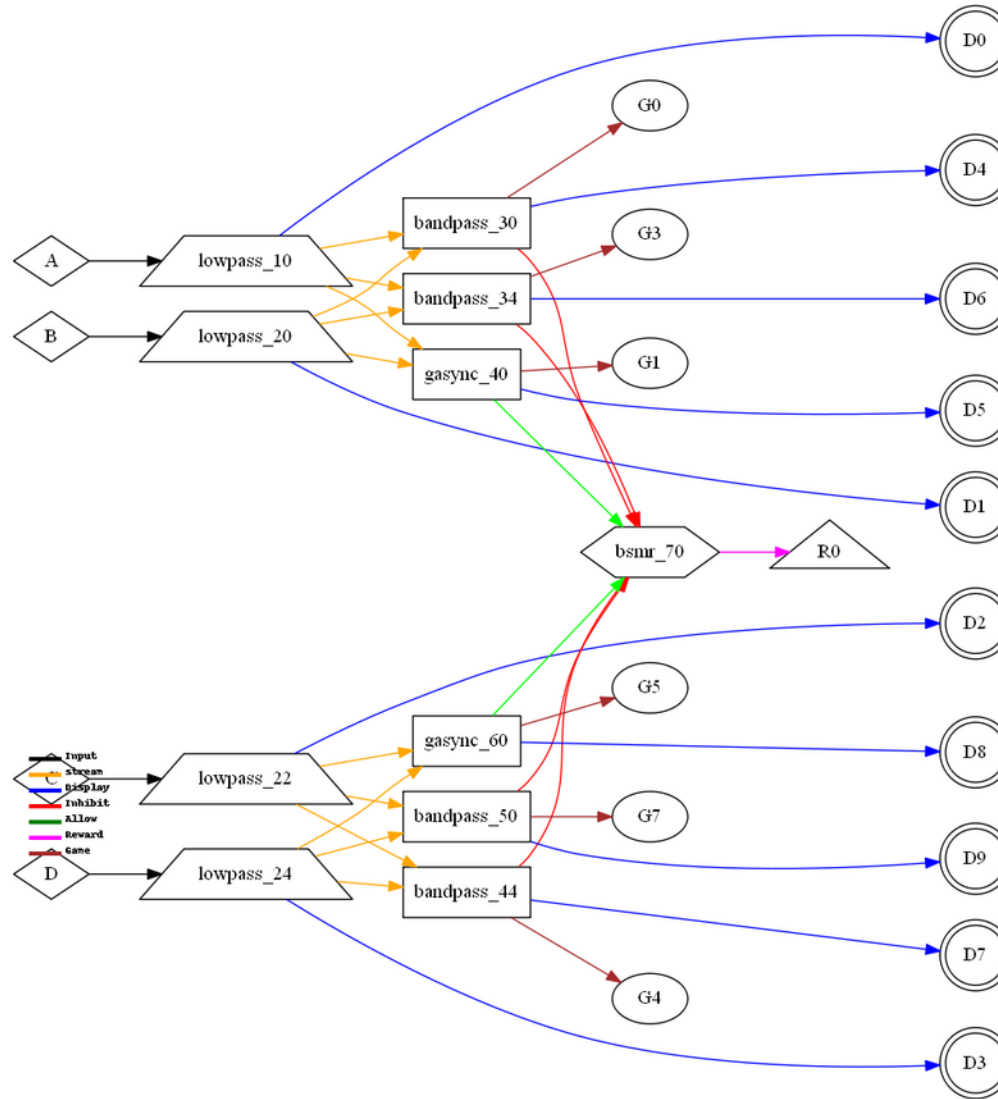 D0
G0
D4
bandpass_30
G3
A
lowpass_10
bandpass_34
D6
B
lowpass_20
gasync_40
G1
D5
D1
bsmr_70
R0
D2
G5
gasync_60
D8
Input
stream
C
lowpass_22
Display
Inhibit
Allow
Reward
Game
bandpass_50
G7
D9
D
lowpass_24
bandpass_44
D7
G4
D3